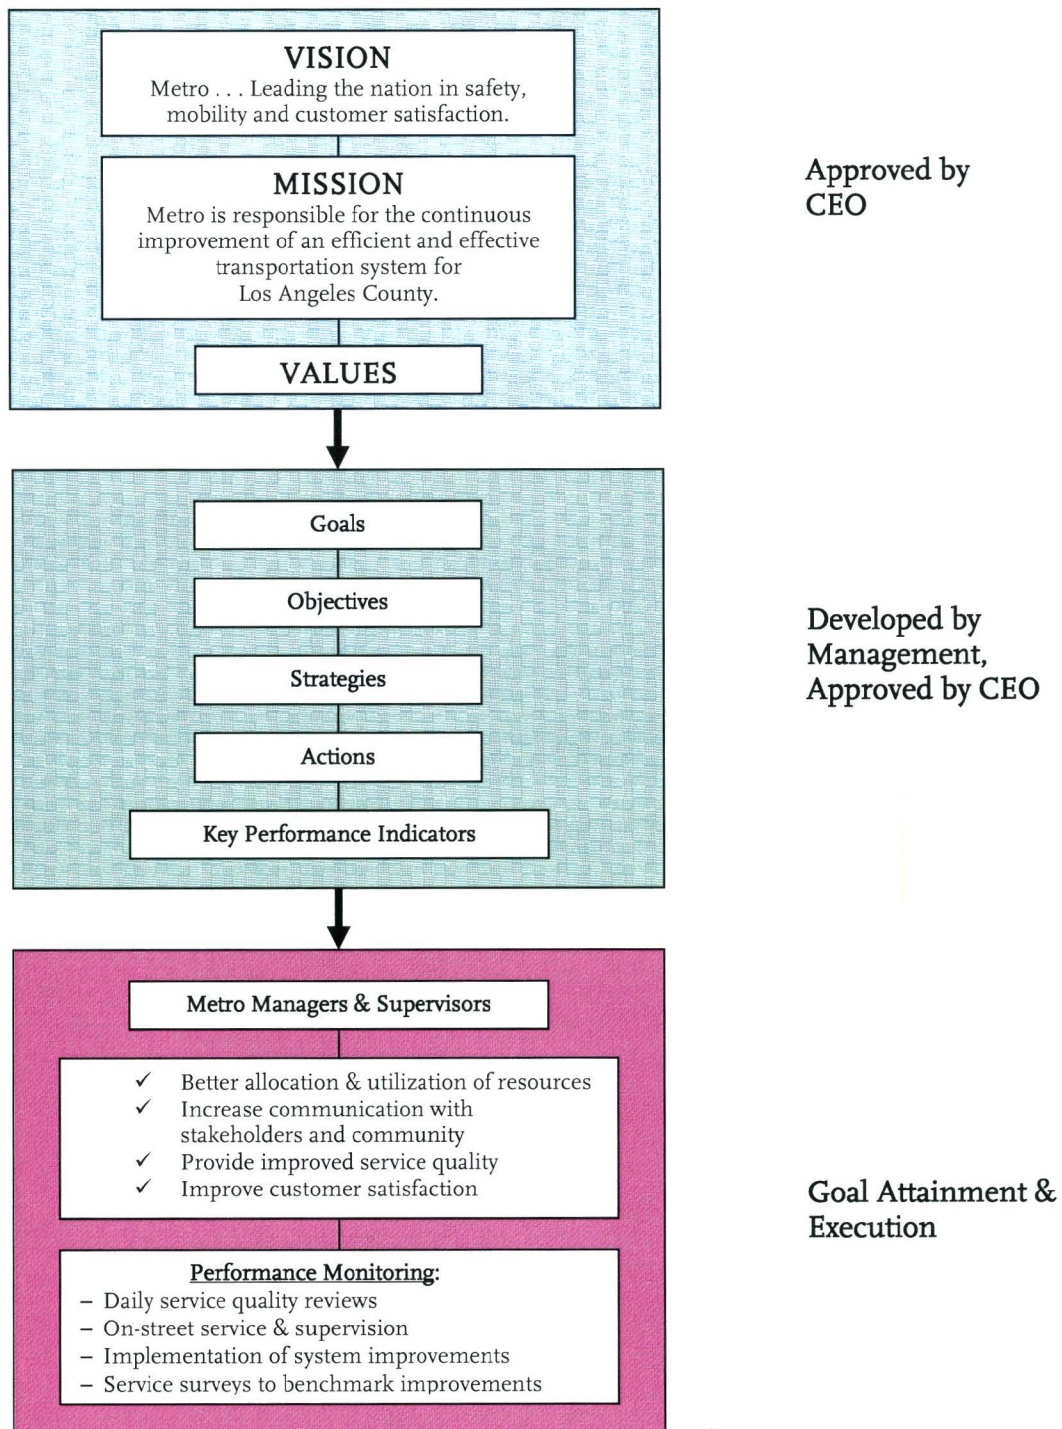 VISION
Metro . . . Leading the nation in safety,
mobility and customer satisfaction.
MISSION
Metro is responsible for the continuous
improvement of an efficient and effective
transportation system for
Los Angeles County.
VALUES
Approved by
CEO
Goals
Objectives
Strategies
Actions
Key Performance Indicators
Developed by
Management,
Approved by CEO
Metro Managers & Supervisors
✓ Better allocation & utilization of resources
✓ Increase communication with
stakeholders and community
✓ Provide improved service quality
✓ Improve customer satisfaction
Performance Monitoring:
– Daily service quality reviews
– On-street service & supervision
– Implementation of system improvements
– Service surveys to benchmark improvements
Goal Attainment &
Execution